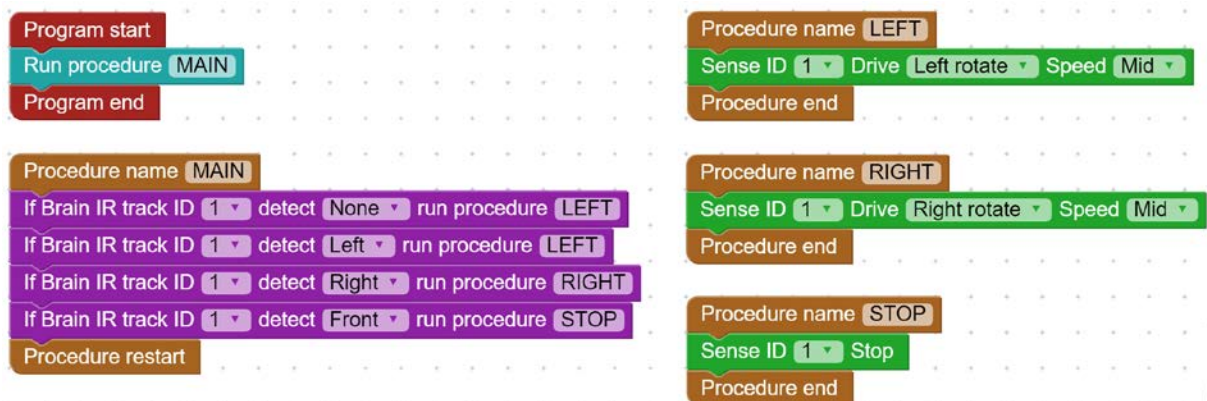 Program start
Run procedure MAIN
Program end
Procedure name MAIN
If Brain IR track ID 1 detect None run procedure LEFT
If Brain IR track ID 1 detect Left run procedure LEFT
If Brain IR track ID 1 detect Right run procedure RIGHT
If Brain IR track ID 1 detect Front run procedure STOP
Procedure restart
Procedure name LEFT
Sense ID 1 Drive Left rotate Speed Mid
Procedure end
Procedure name RIGHT
Sense ID 1 Drive Right rotate Speed Mid
Procedure end
Procedure name STOP
Sense ID 1 Stop
Procedure end